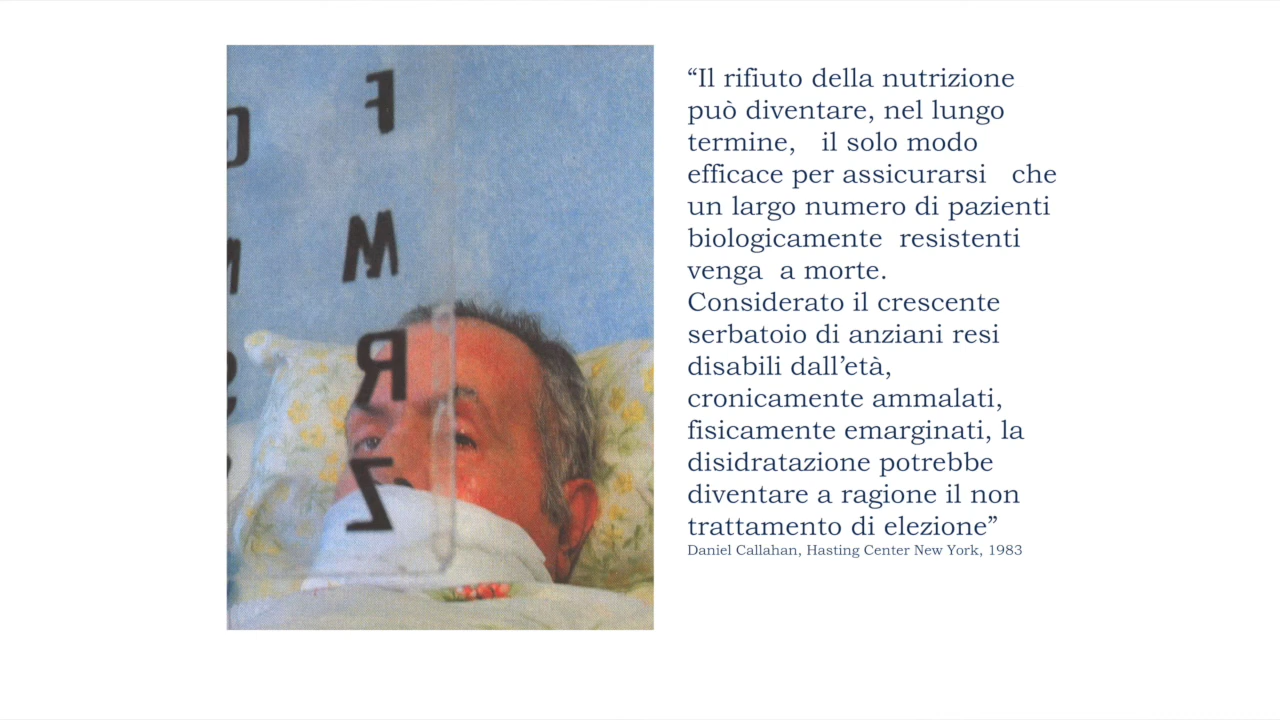 F
O
M
N
R
S
Z
“Il rifiuto della nutrizione
può diventare, nel lungo
termine, il solo modo
efficace per assicurarsi che
un largo numero di pazienti
biologicamente resistenti
venga a morte.
Considerato il crescente
serbatoio di anziani resi
disabili dall’età,
cronicamente ammalati,
fisicamente emarginati, la
disidratazione potrebbe
diventare a ragione il non
trattamento di elezione”
Daniel Callahan, Hasting Center New York, 1983